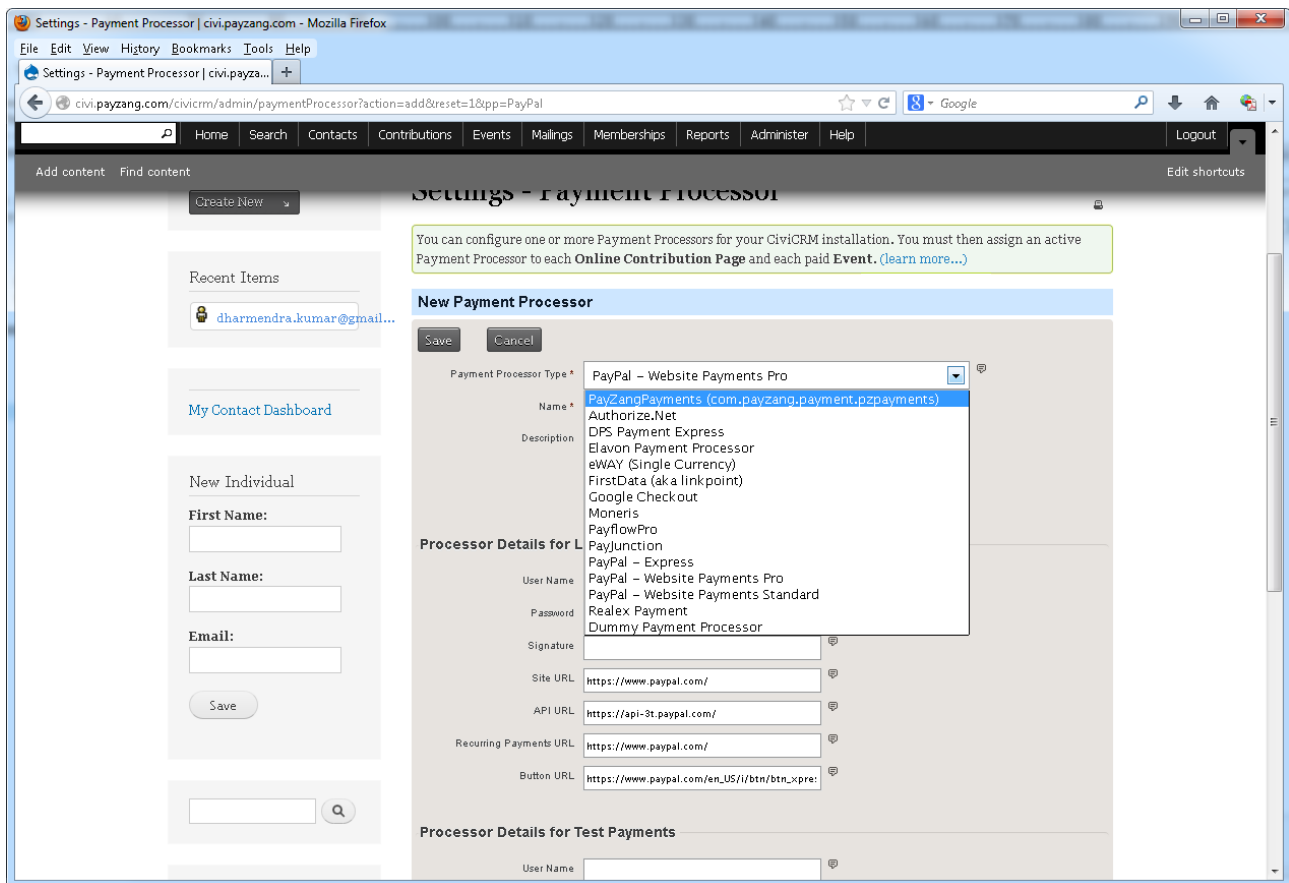 Settings - Payment Processor | civi.payzang.com - Mozilla Firefox
File Edit View History Bookmarks Tools Help
Settings - Payment Processor | civi.payza... +
civi.payzang.com/civicrm/admin/paymentProcessor?action=add&reset=1&pp=PayPal
Google
Home Search Contacts Contributions Events Mailings Memberships Reports Administer Help Logout
Add content Find content Edit shortcuts
Create New
Settings - Payment Processor
You can configure one or more Payment Processors for your CiviCRM installation. You must then assign an active
Payment Processor to each Online Contribution Page and each paid Event. (learn more...)
Recent Items
dharmendra.kumar@gmail...
My Contact Dashboard
New Individual
First Name:
Last Name:
Email:
Save
New Payment Processor
Save Cancel
Payment Processor Type * PayPal – Website Payments Pro
Name *
Description
PayZangPayments (com.payzang.payment.pzpayments)
Authorize.Net
DPS Payment Express
Elavon Payment Processor
eWAY (Single Currency)
FirstData (aka linkpoint)
Google Checkout
Moneris
PayflowPro
PayJunction
PayPal – Express
PayPal – Website Payments Pro
PayPal – Website Payments Standard
Realex Payment
Dummy Payment Processor
Processor Details for L
User Name
Password
Signature
Site URL https://www.paypal.com/
API URL https://api-3t.paypal.com/
Recurring Payments URL https://www.paypal.com/
Button URL https://www.paypal.com/en_US/i/btn/btn_xpre
Processor Details for Test Payments
User Name